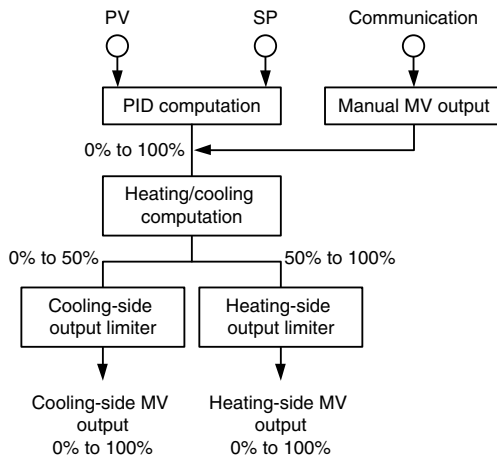 PV
SP
Communication
PID computation
Manual MV output
0% to 100%
Heating/cooling
computation
0% to 50%
50% to 100%
Cooling-side
output limiter
Heating-side
output limiter
Cooling-side MV
output
0% to 100%
Heating-side MV
output
0% to 100%